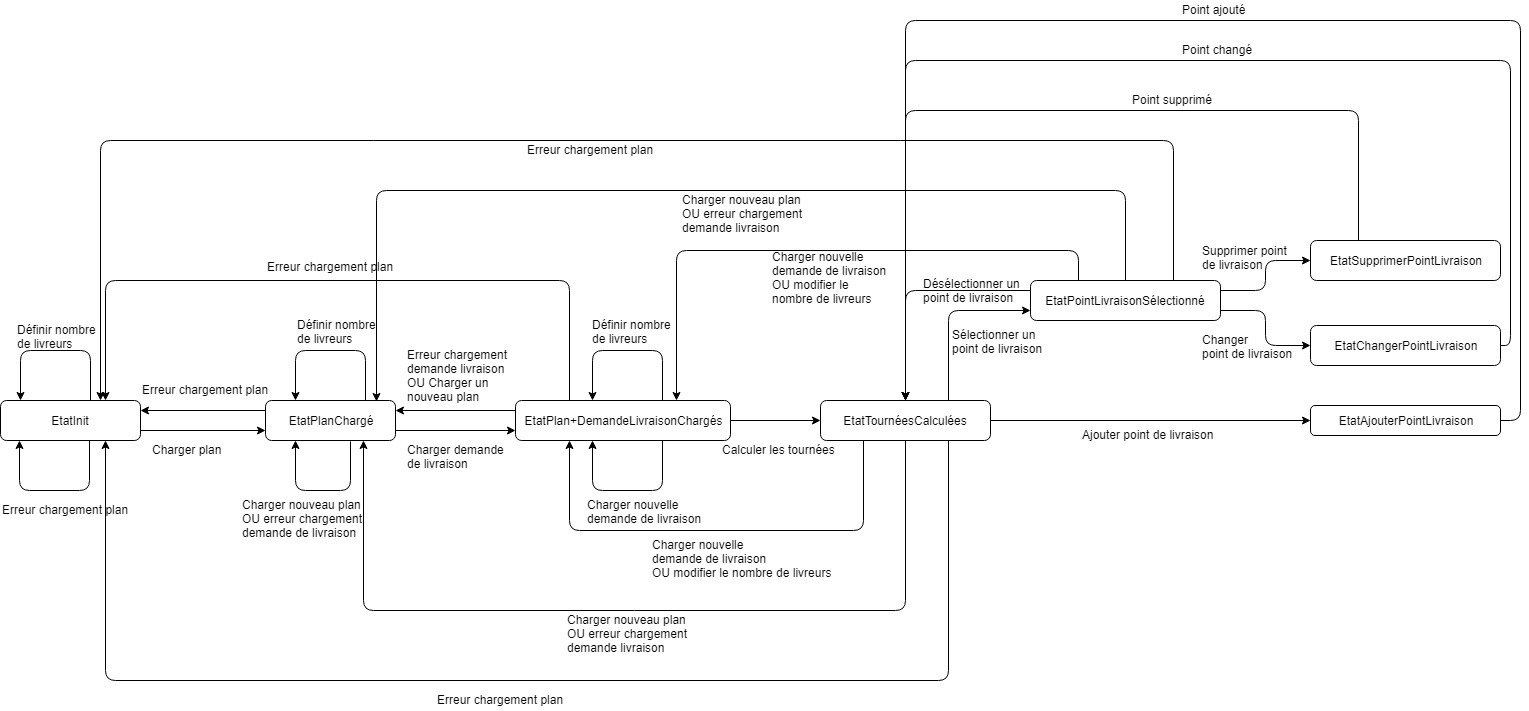 Point ajouté
Point changé
Point supprimé
Erreur chargement plan
Charger nouveau plan
OU erreur chargement
demande livraison
Supprimer point
de livraison
EtatSupprimerPointLivraison
Charger nouvelle
demande de livraison
OU modifier le
nombre de livreurs
Erreur chargement plan
Désélectionner un
point de livraison
EtatPointLivraisonSélectionné
Définir nombre
de livreurs
Définir nombre
de livreurs
Définir nombre
de livreurs
Sélectionner un
point de livraison
Changer
point de livraison
EtatChangerPointLivraison
Erreur chargement
demande livraison
OU Charger un
nouveau plan
Erreur chargement plan
EtatInit
EtatPlanChargé
EtatPlan+DemandeLivraisonChargés
EtatTournéesCalculées
EtatAjouterPointLivraison
Charger plan
Charger demande
de livraison
Calculer les tournées
Ajouter point de livraison
Erreur chargement plan
Charger nouveau plan
OU erreur chargement
demande de livraison
Charger nouvelle
demande de livraison
Charger nouvelle
demande de livraison
OU modifier le nombre de livreurs
Charger nouveau plan
OU erreur chargement
demande livraison
Erreur chargement plan